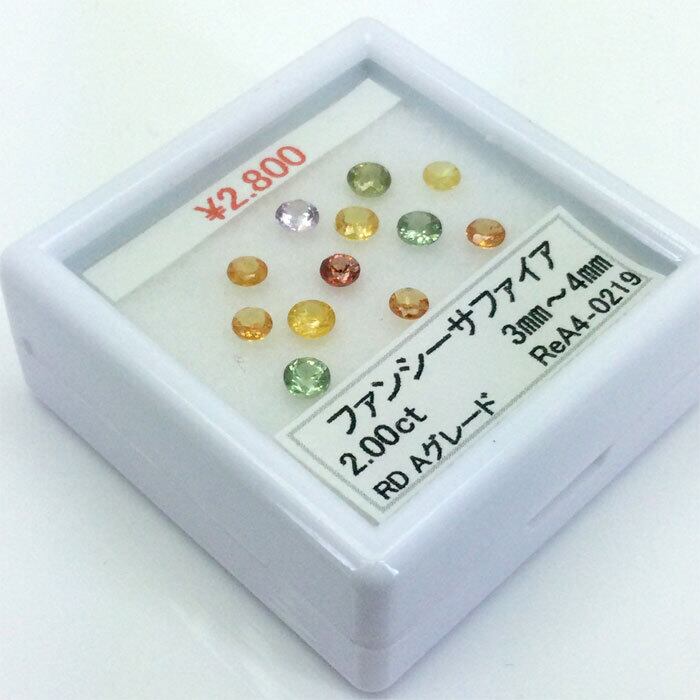 ¥2.800
ファンシーサファイア
2.00ct 3mm～4mm
RD Aグレード ReA4-0219